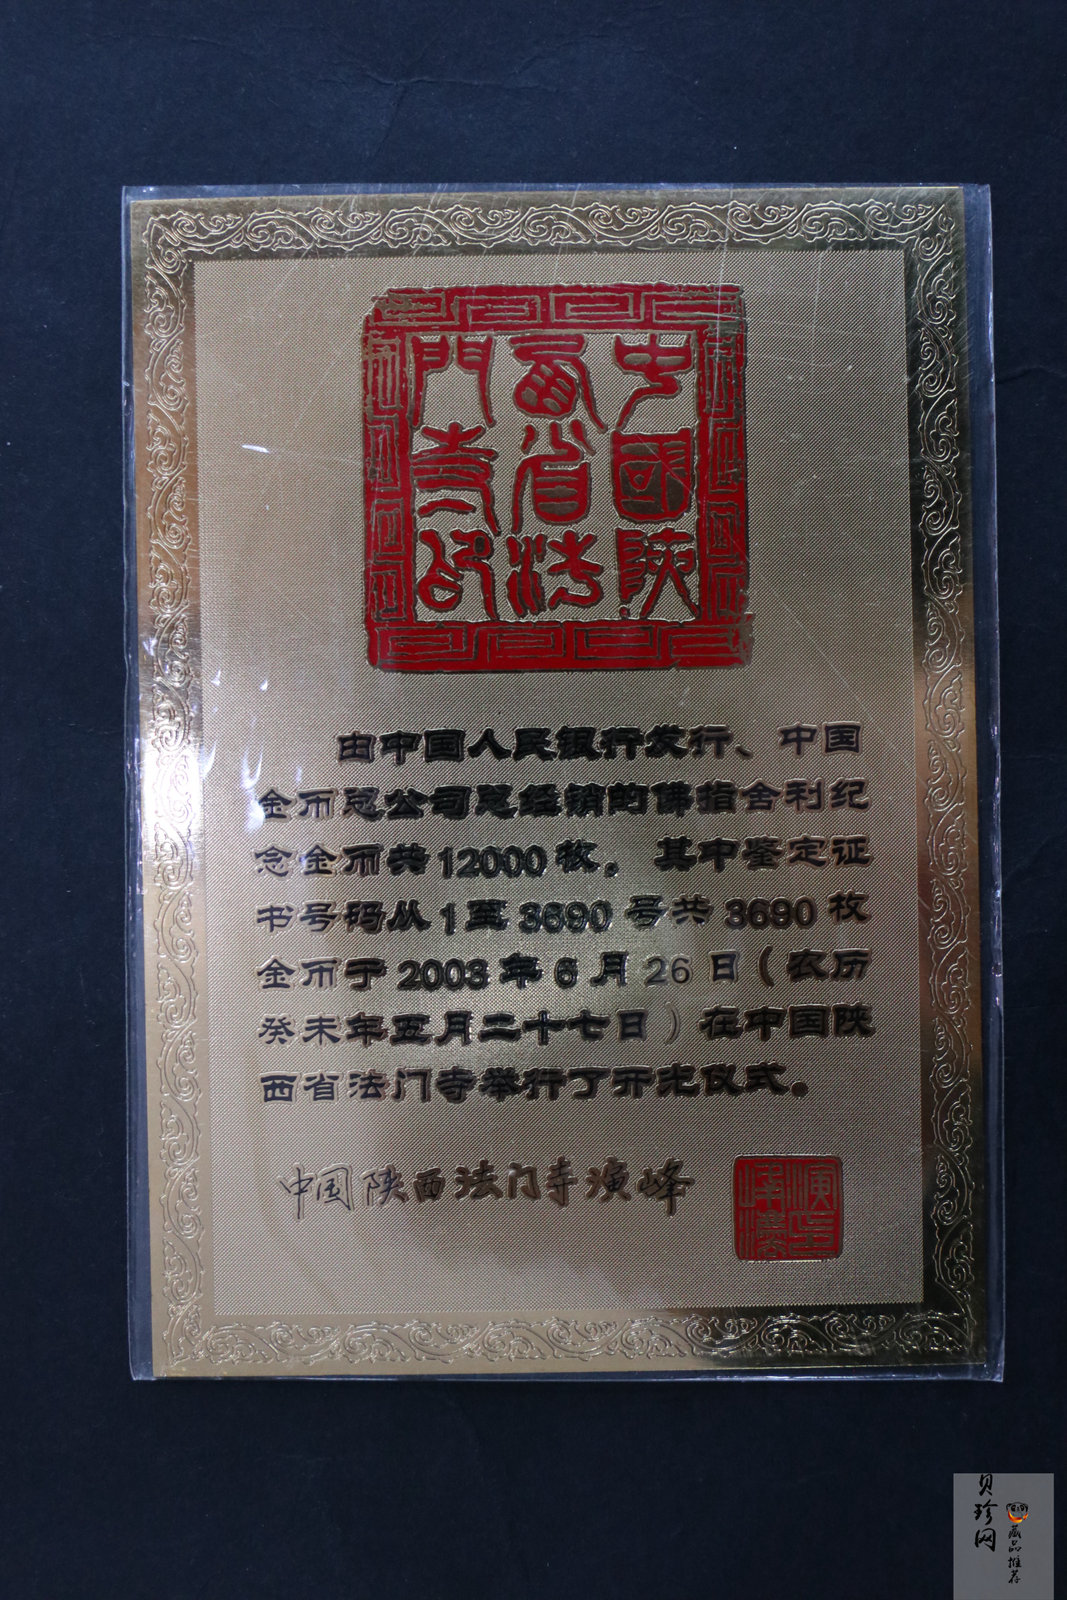 中國陝
西省法
門寺印
由中国人民银行发行、中国
金币总公司总经销的佛指舍利纪
念金币共12000枚。其中鉴定证
书号码从1至3690号共3690枚
金币于2003年6月26日（农历
癸未年五月二十七日）在中国陕
西省法门寺举行了开光仪式。
中国陕西法门寺演峰
贝珍网
藏品推荐